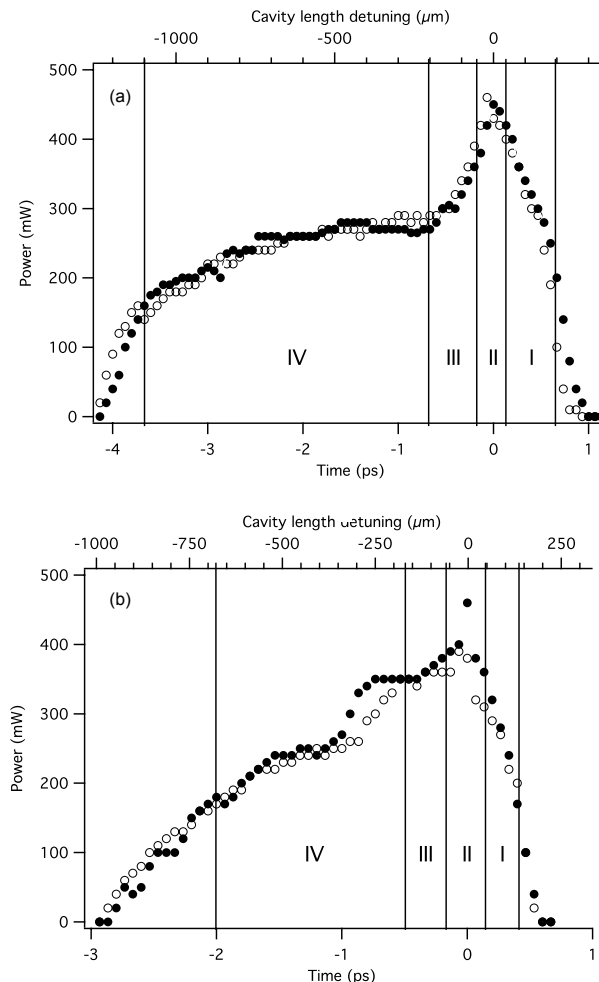 Cavity length detuning (µm)
-1000 -500 0
500
(a)
400
300
200
100
0
Power (mW)
IV III II I
-4 -3 -2 -1 0 1
Time (ps)
Cavity length detuning (µm)
-1000 -750 -500 -250 0 250
500
(b)
400
300
200
100
0
Power (mW)
IV III II I
-3 -2 -1 0 1
Time (ps)